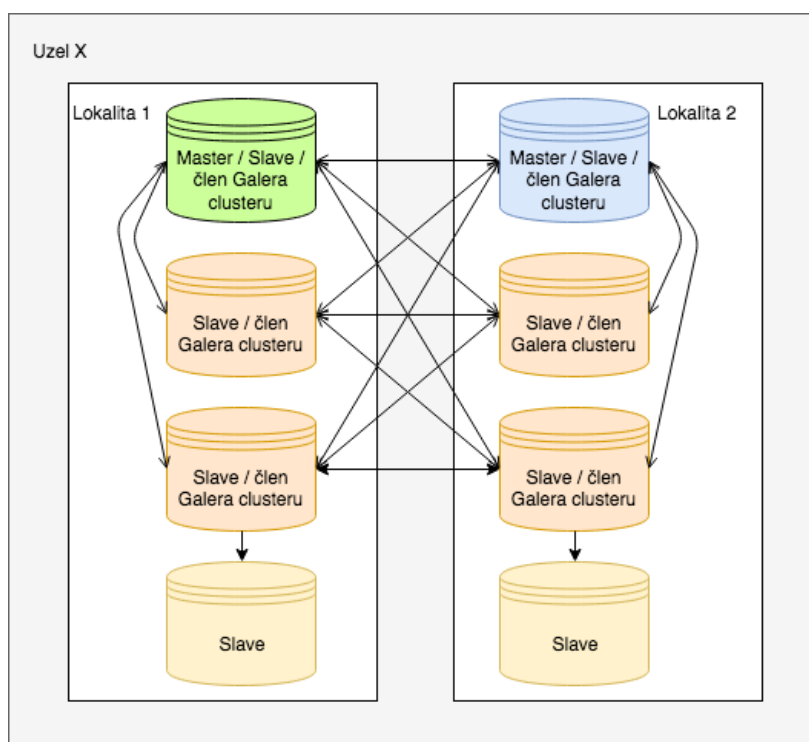 Uzel X
Lokalita 1
Master / Slave /
člen Galera
clusteru
Slave / člen
Galera clusteru
Slave / člen
Galera clusteru
Slave
Lokalita 2
Master / Slave /
člen Galera
clusteru
Slave / člen
Galera clusteru
Slave / člen
Galera clusteru
Slave